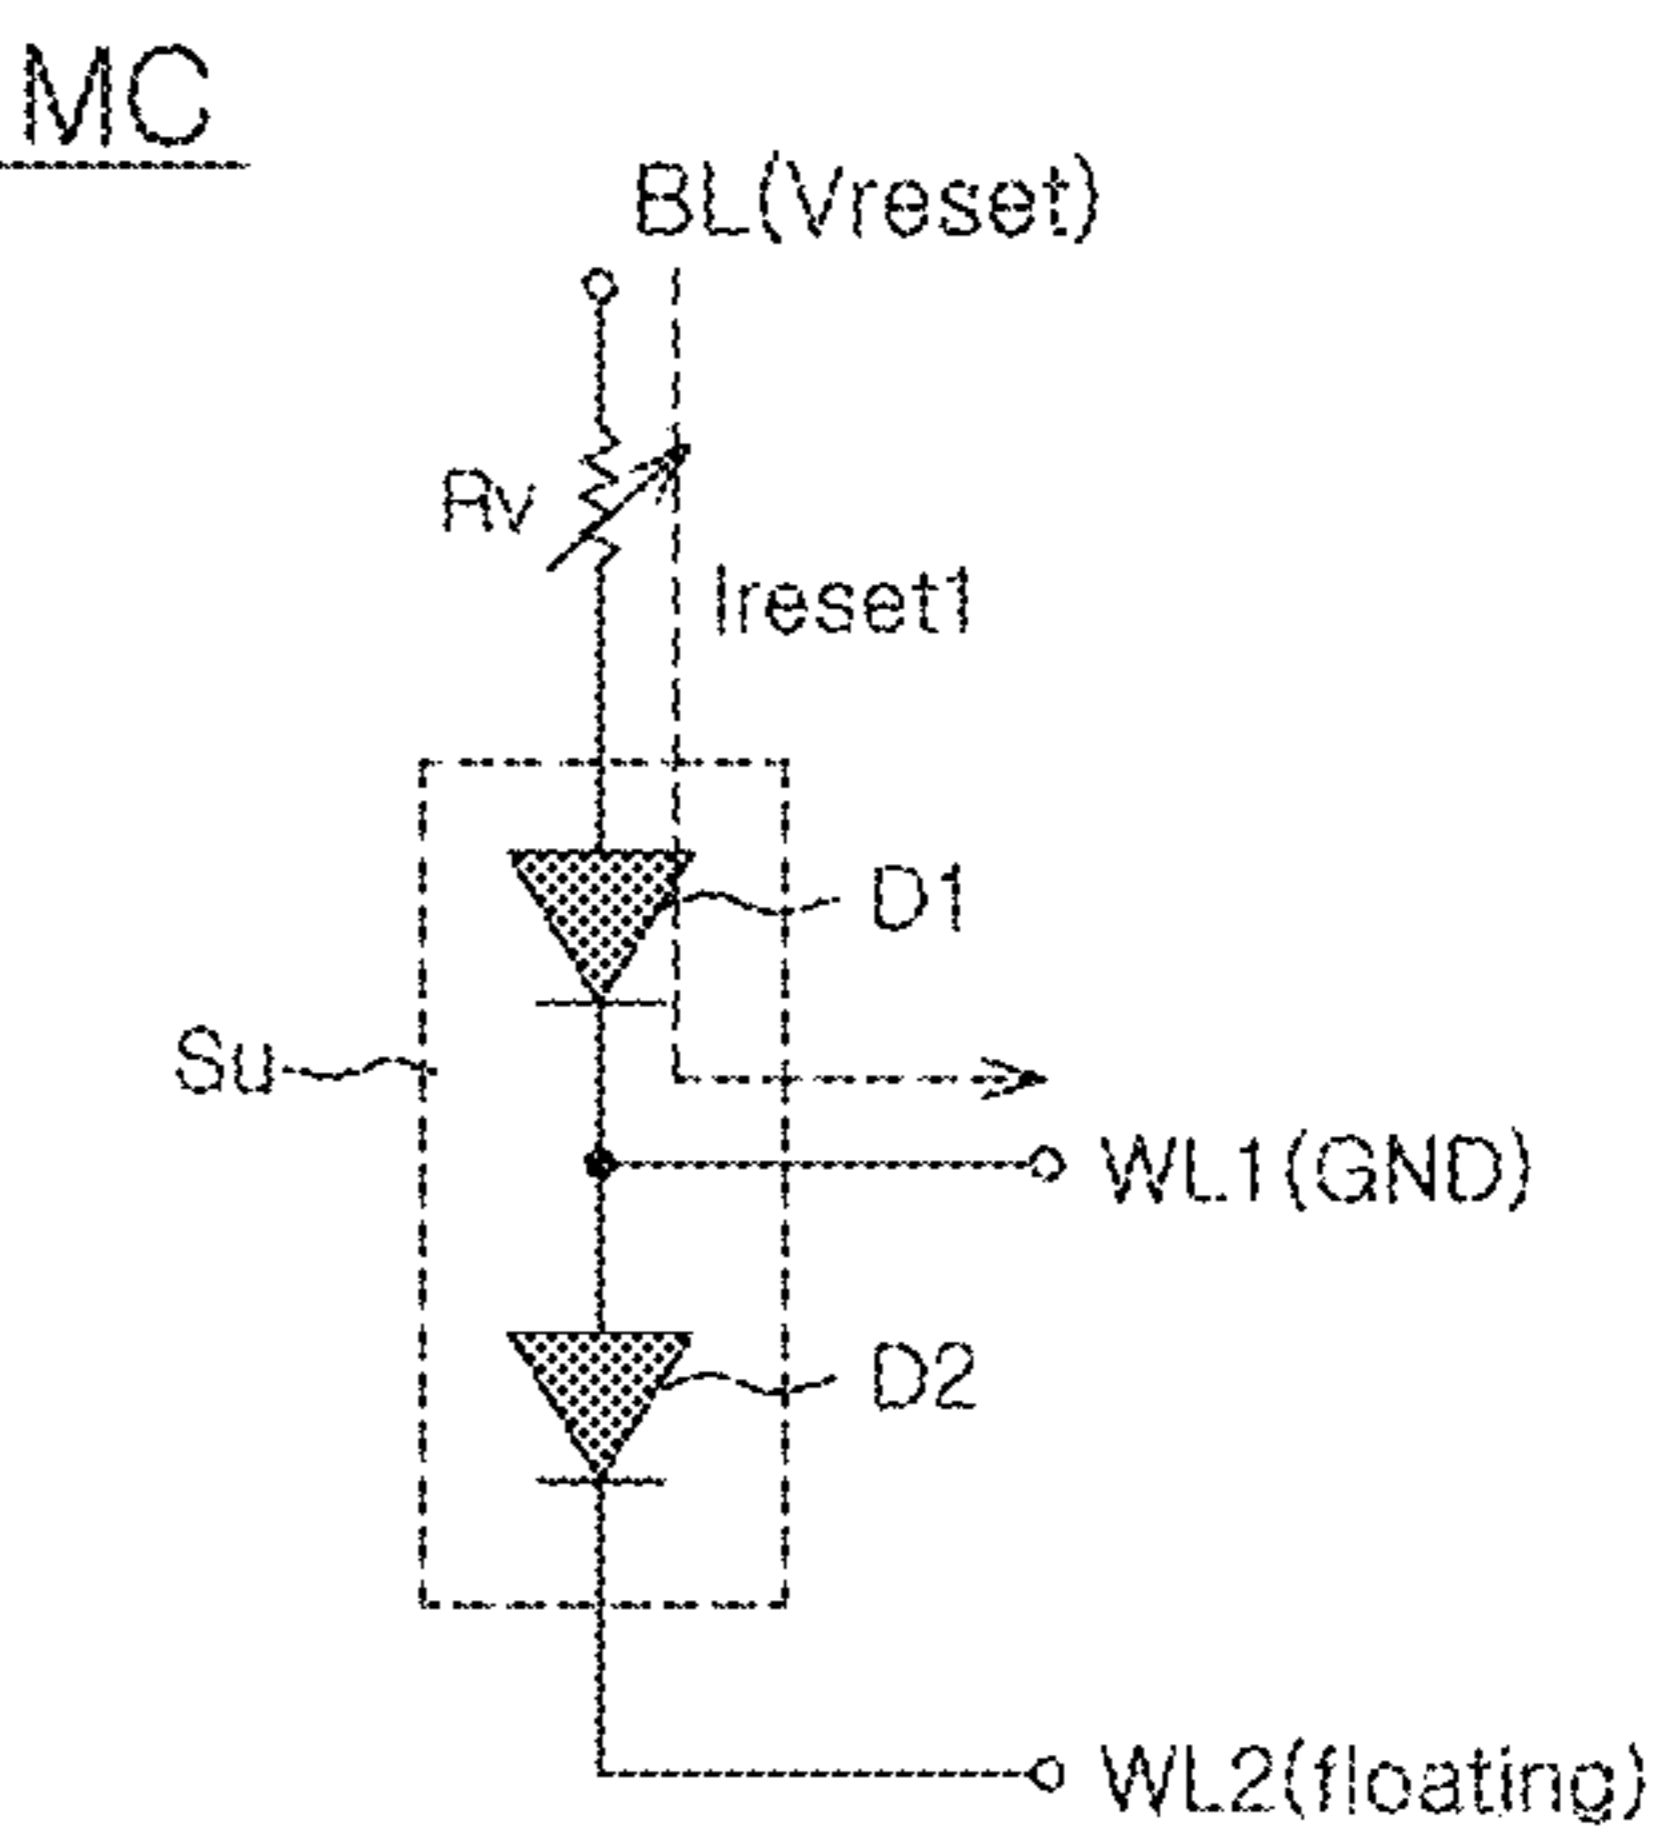 MC
BL(Vreset)
Rv
Ireset1
D1
Su
WL1(GND)
D2
WL2(floating)